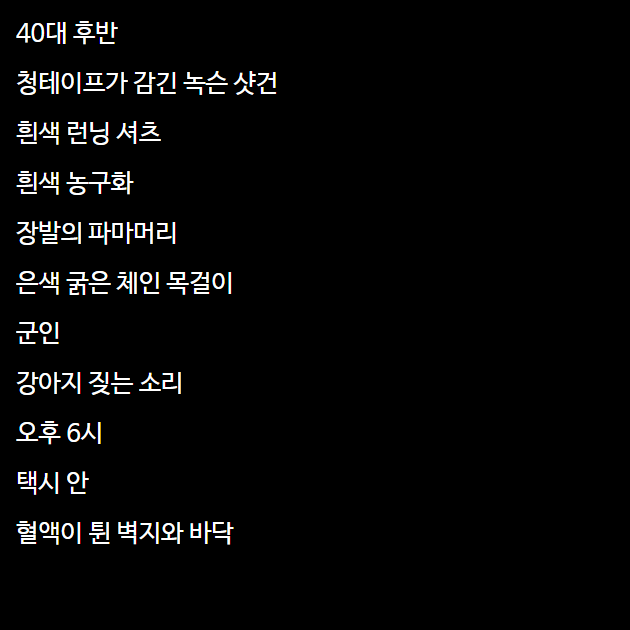 40대 후반
청테이프가 감긴 녹슨 샷건
흰색 런닝 셔츠
흰색 농구화
장발의 파마머리
은색 굵은 체인 목걸이
군인
강아지 짖는 소리
오후 6시
택시 안
혈액이 튄 벽지와 바닥